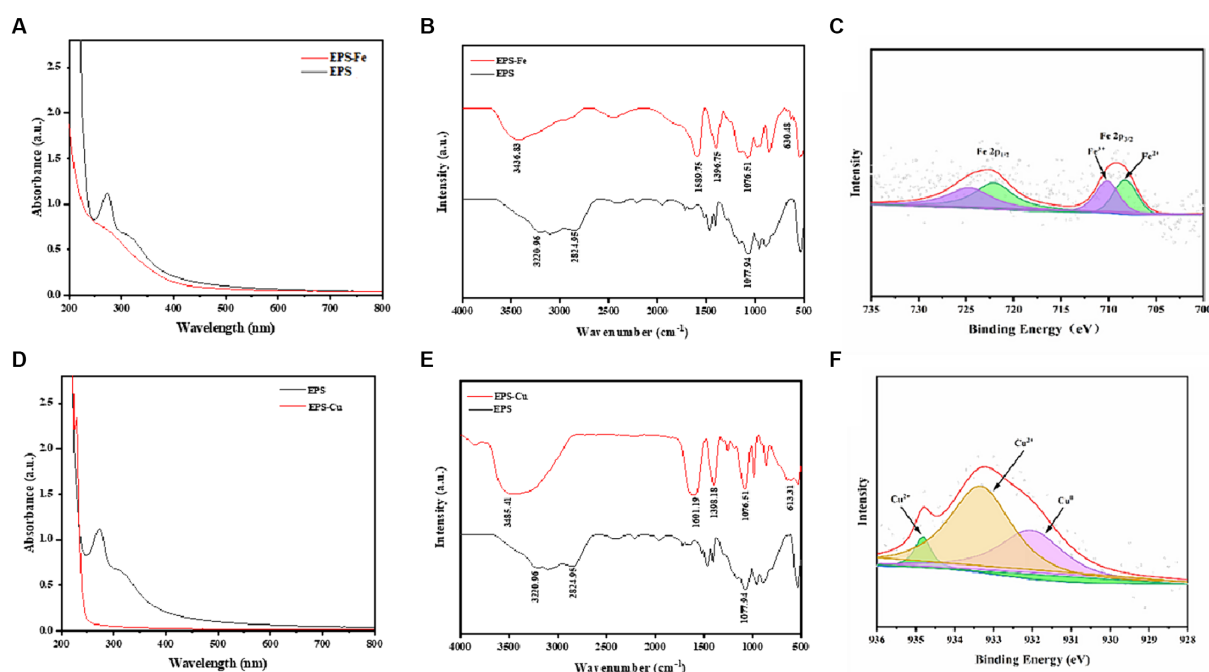 A
EPS-Fe
EPS
2.5
2.0
1.5
1.0
0.5
0.0
200 300 400 500 600 700 800
Absorbance (a.u.)
Wavelength (nm)
B
EPS-Fe
EPS
3436.83
1589.75
1396.75
1076.51
630.48
3220.96
2824.95
1077.94
4000 3500 3000 2500 2000 1500 1000 500
Intensity (a.u.)
Wavenumber (cm⁻¹)
C
Fe 2p1/2
Fe 2p3/2
Fe³⁺
Fe²⁺
735 730 725 720 715 710 705 700
Intensity
Binding Energy (eV)
D
EPS
EPS-Cu
2.5
2.0
1.5
1.0
0.5
0.0
200 300 400 500 600 700 800
Absorbance (a.u.)
Wavelength (nm)
E
EPS-Cu
EPS
3485.41
1601.19
1398.18
1076.51
613.31
3220.96
2824.95
1077.94
4000 3500 3000 2500 2000 1500 1000 500
Intensity (a.u.)
Wavenumber (cm⁻¹)
F
Cu²⁺
Cu²⁺
Cu⁰
936 935 934 933 932 931 930 929 928
Intensity
Binding Energy (eV)